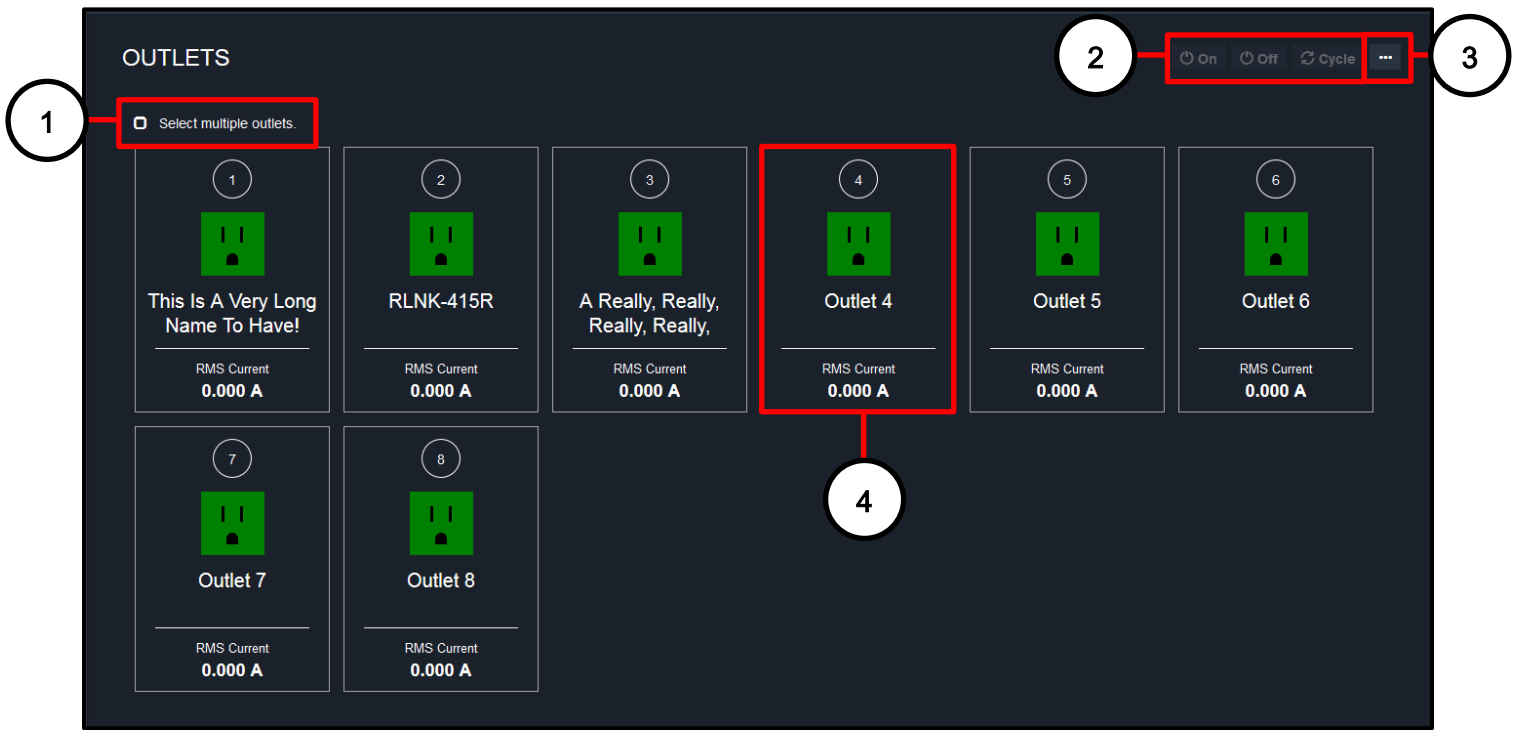 OUTLETS
2
On Off Cycle ...
3
1
Select multiple outlets.
1 2 3 4 5 6
This Is A Very Long RLNK-415R A Really, Really, Outlet 4 Outlet 5 Outlet 6
Name To Have! Really, Really,
RMS Current RMS Current RMS Current RMS Current RMS Current RMS Current
0.000 A 0.000 A 0.000 A 0.000 A 0.000 A 0.000 A
7 8
4
Outlet 7 Outlet 8
RMS Current RMS Current
0.000 A 0.000 A